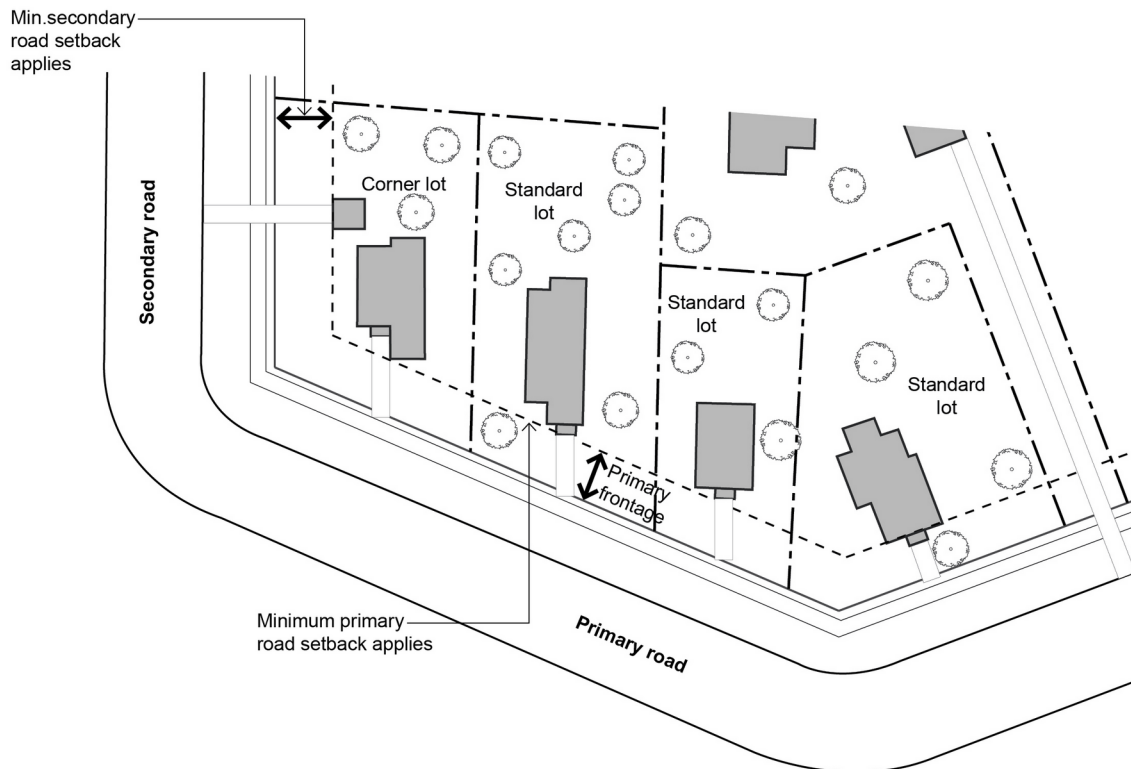 Min.secondary
road setback
applies
Corner lot
Standard
lot
Standard
lot
Standard
lot
Secondary road
Primary
frontage
Minimum primary
road setback applies
Primary road